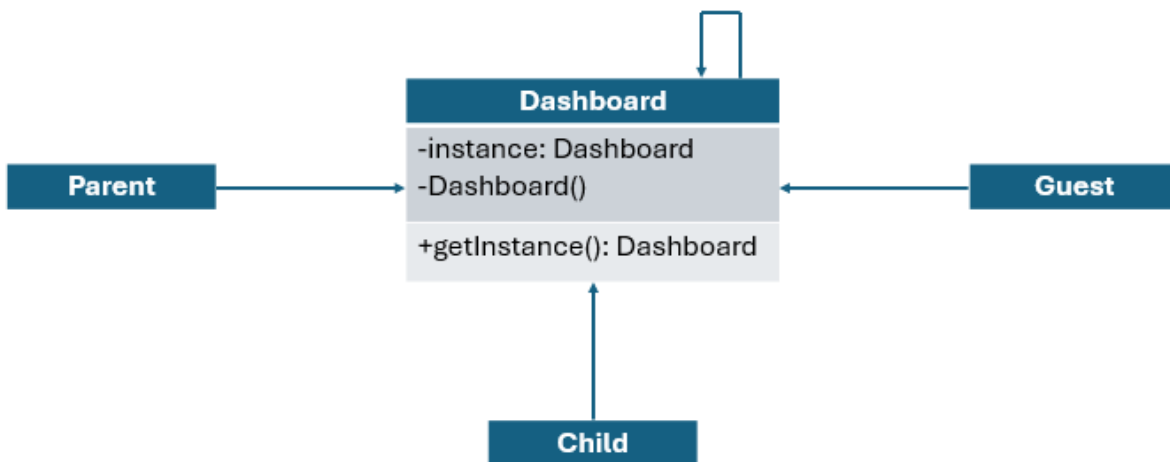 Dashboard
-instance: Dashboard
-Dashboard()
+getInstance(): Dashboard
Parent
Guest
Child